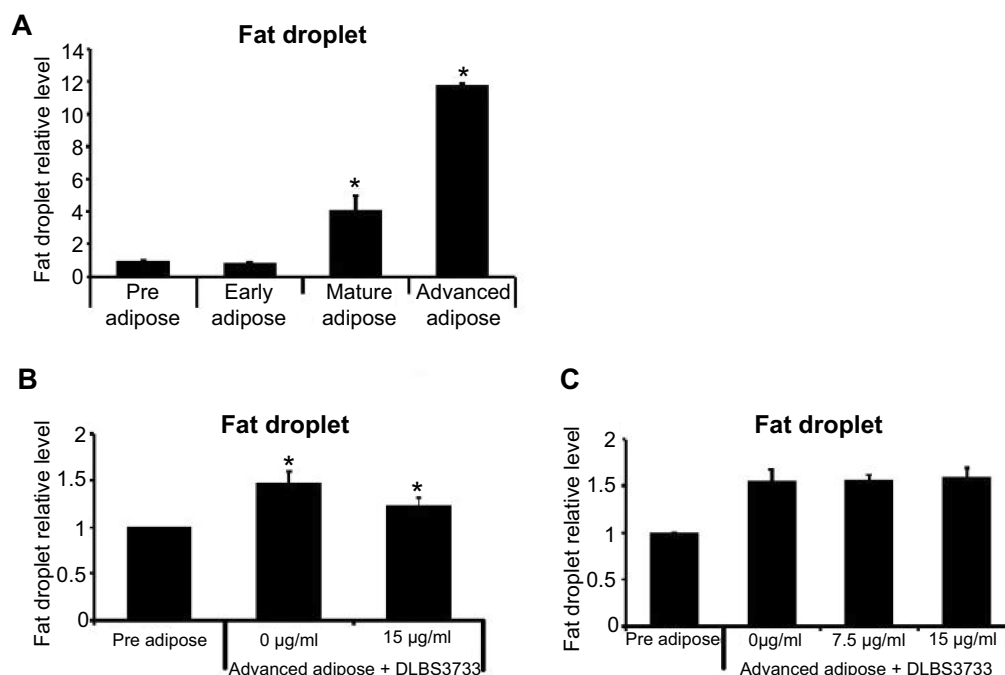 A
Fat droplet
Fat droplet relative level
14
12
10
8
6
4
2
0
*
*
Pre adipose
Early adipose
Mature adipose
Advanced adipose
B
Fat droplet
Fat droplet relative level
2
1.5
1
0.5
0
*
*
Pre adipose
0 µg/ml
15 µg/ml
Advanced adipose + DLBS3733
C
Fat droplet
Fat droplet relative level
2
1.5
1
0.5
0
Pre adipose
0µg/ml
7.5 µg/ml
15 µg/ml
Advanced adipose + DLBS3733